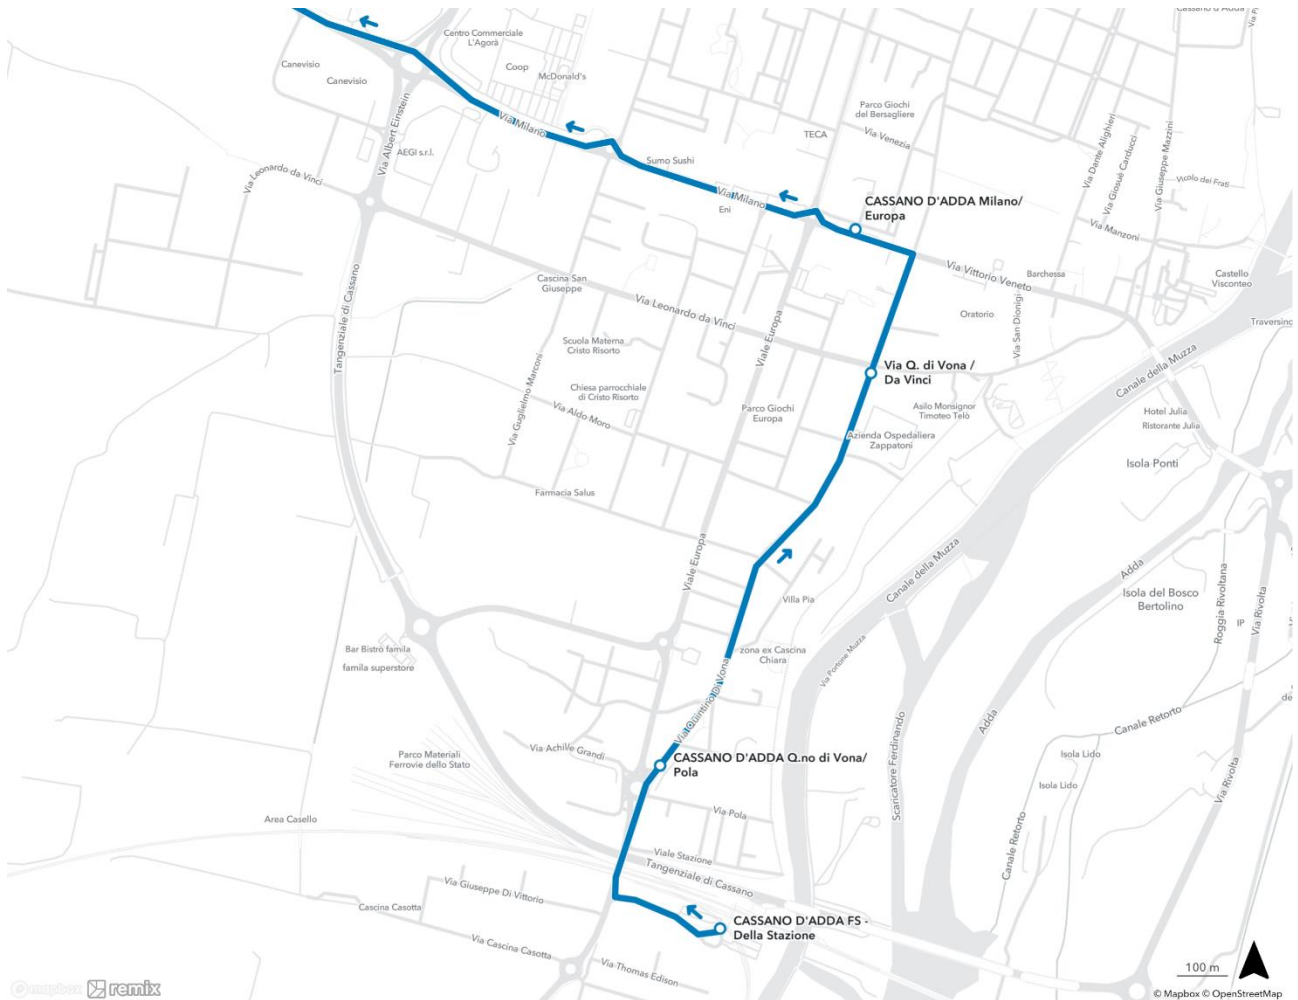 Cassano d'Adda
Centro Commerciale
L'Agorà
Canevisio
Canevisio
Coop
McDonald's
Via Albert Einstein
Parco Giochi
del Bersagliere
TECA
Via Venezia
Via Milano
AEGI s.r.l.
Via Leonardo da Vinci
Sumo Sushi
Via Dante Alighieri
Via Giosuè Carducci
Via Giuseppe Mazzini
Vicolo dei Frati
Via Milano
Eni
CASSANO D'ADDA Milano/
Europa
Via Manzoni
Via Vittorio Veneto
Barchessa
Castello
Visconteo
Cascina San
Giuseppe
Via Leonardo da Vinci
Tangenziale di Cassano
Viale Europa
Oratorio
Via San Dionigi
Traversino
Scuola Materna
Cristo Risorto
Via Q. di Vona /
Da Vinci
Canale della Muzza
Via Guglielmo Marconi
Chiesa parrocchiale
di Cristo Risorto
Via Aldo Moro
Parco Giochi
Europa
Asilo Monsignor
Timoteo Telò
Hotel Julia
Ristorante Julia
Azienda Ospedaliera
Zappatoni
Isola Ponti
Farmacia Salus
Viale Europa
Canale della Muzza
Adda
Villa Pia
Isola del Bosco
Bertolino
Roggia Rivoltana
IP
Via Rivolta
Bar Bistrò famila
famila superstore
zona ex Cascina
Chiara
Via Portone Muzza
Via Quintino Di Vona
Adda
Canale Retorto
Parco Materiali
Ferrovie dello Stato
Via Achille Grandi
CASSANO D'ADDA Q.no di Vona/
Pola
Scaricatore Ferdinando
Isola Lido
Isola Lido
Via Rivolta
Area Casello
Via Pola
Canale Retorto
Viale Stazione
Tangenziale di Cassano
Via Giuseppe Di Vittorio
Cascina Casotta
CASSANO D'ADDA FS -
Della Stazione
Via Cascina Casotta
Via Thomas Edison
100 m
mapbox remix
© Mapbox © OpenStreetMap